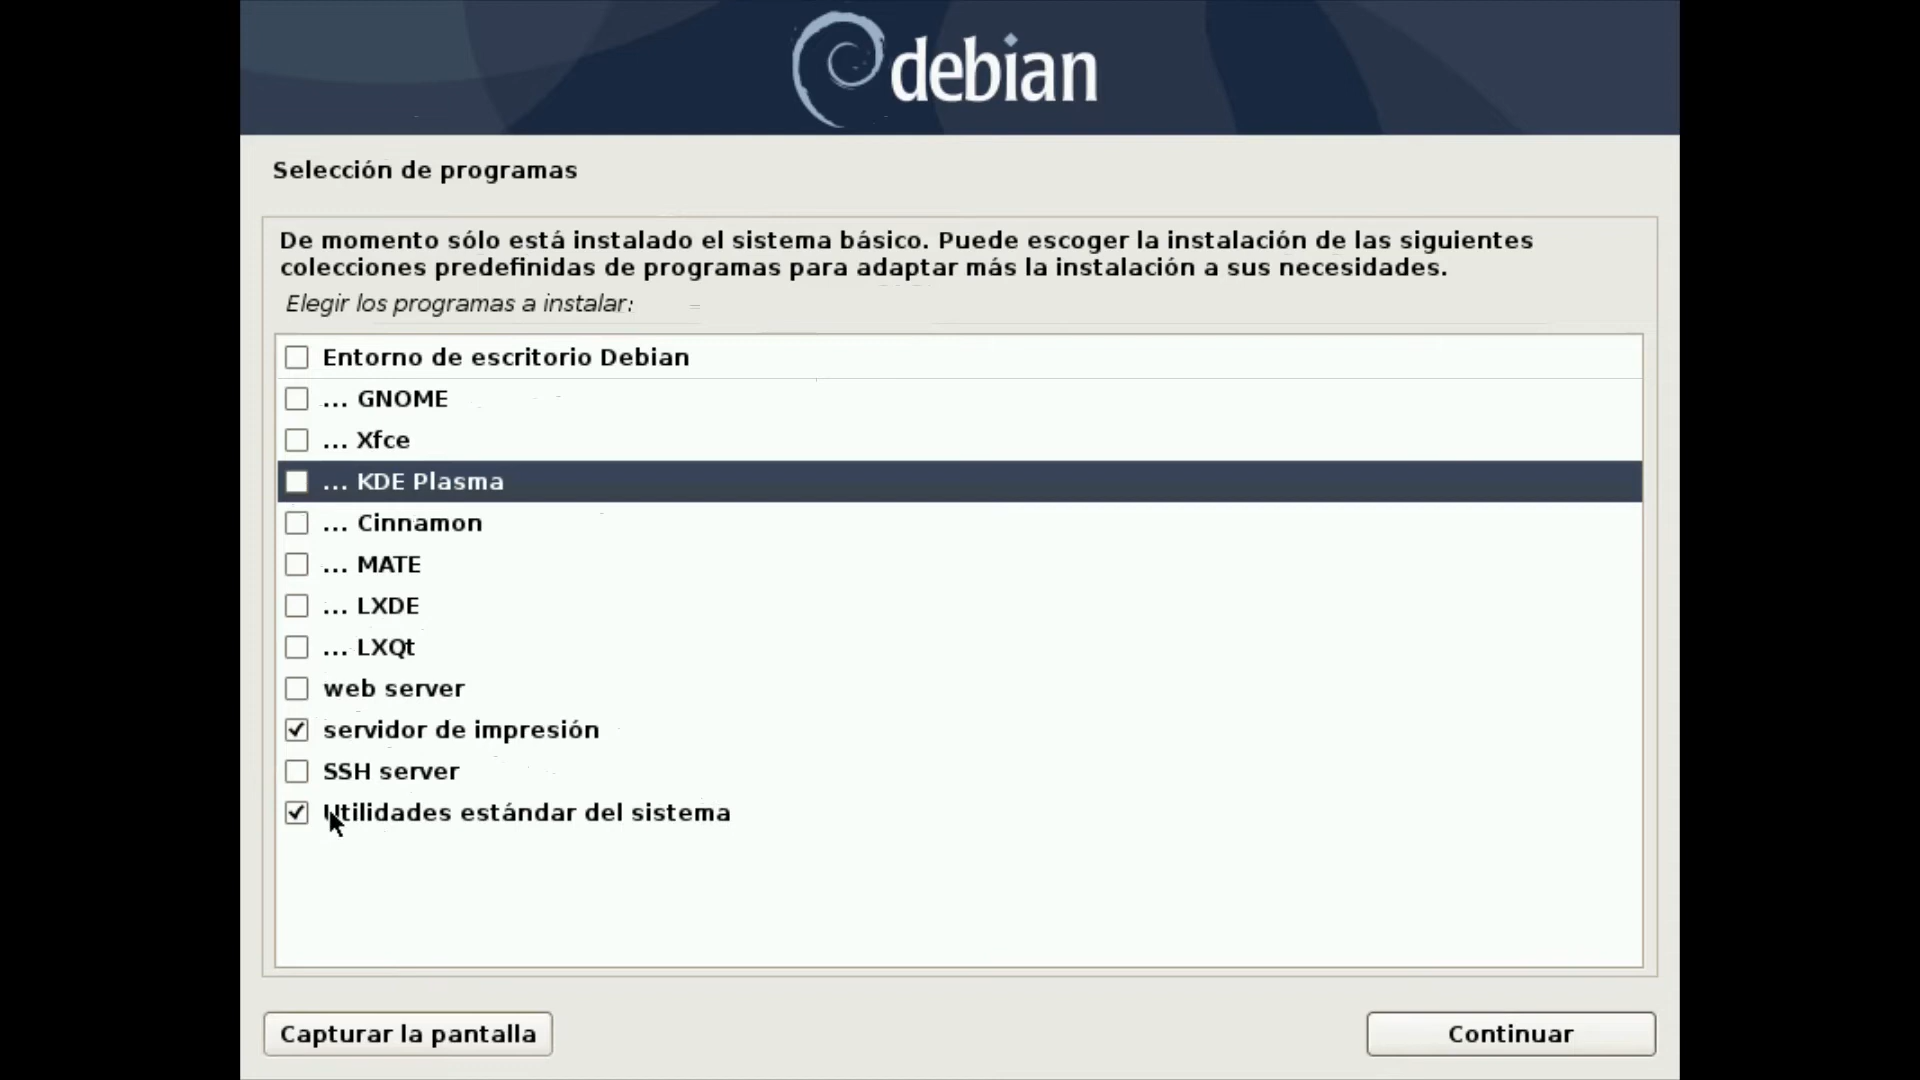 debian
Selección de programas
De momento sólo está instalado el sistema básico. Puede escoger la instalación de las siguientes
colecciones predefinidas de programas para adaptar más la instalación a sus necesidades.
Elegir los programas a instalar:
Entorno de escritorio Debian
... GNOME
... Xfce
... KDE Plasma
... Cinnamon
... MATE
... LXDE
... LXQt
web server
servidor de impresión
SSH server
Utilidades estándar del sistema
Capturar la pantalla
Continuar